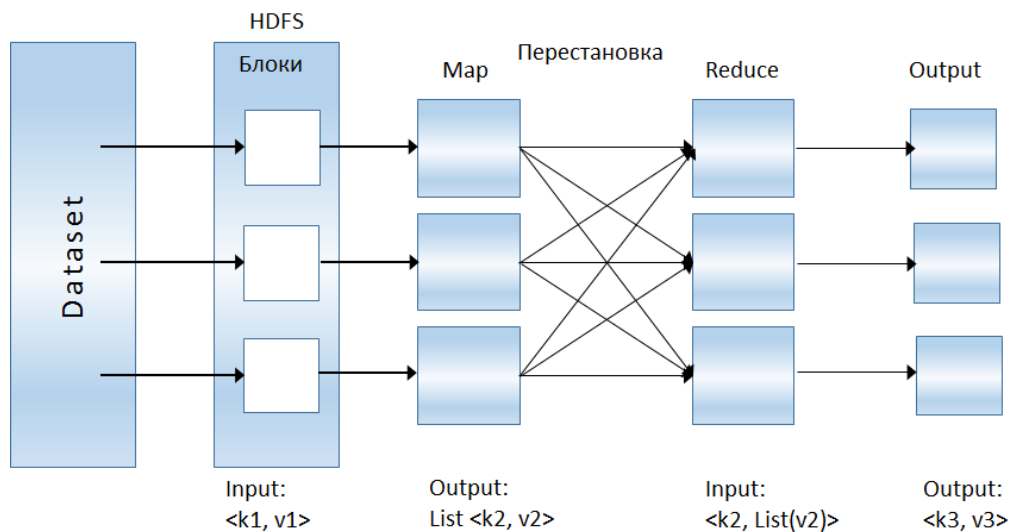 HDFS
Блоки
Map
Перестановка
Reduce
Output
Dataset
Input:
<k1, v1>
Output:
List <k2, v2>
Input:
<k2, List(v2)>
Output:
<k3, v3>